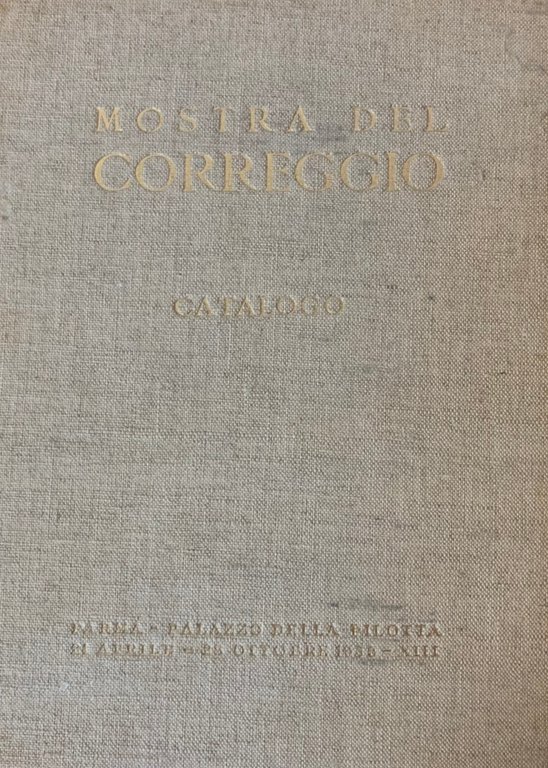 MOSTRA DEL
CORREGGIO
CATALOGO
PARMA - PALAZZO DELLA PILOTTA
21 APRILE - 28 OTTOBRE 1935 - XIII